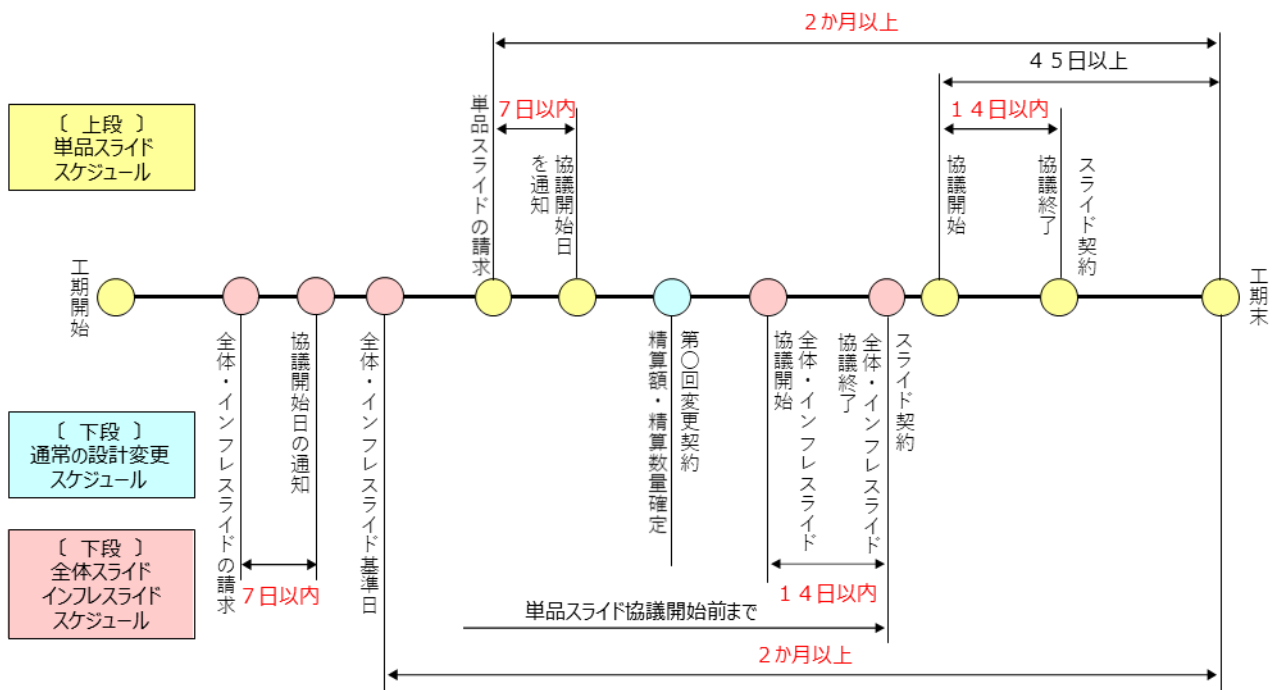 ２か月以上
４５日以上
〔 上段 〕
単品スライド
スケジュール
単品スライドの請求
７日以内
協議開始日
を通知
１４日以内
協議開始
協議終了
スライド契約
工期開始
工期末
全体・インフレスライドの請求
協議開始日の通知
全体・インフレスライド基準日
第〇回変更契約
精算額・精算数量確定
全体・インフレスライド
協議開始
スライド契約
全体・インフレスライド
協議終了
〔 下段 〕
通常の設計変更
スケジュール
〔 下段 〕
全体スライド
インフレスライド
スケジュール
７日以内
１４日以内
単品スライド協議開始前まで
２か月以上